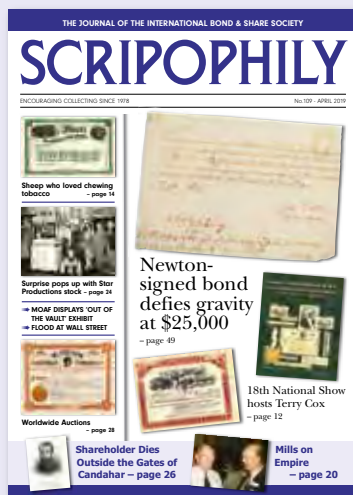 THE JOURNAL OF THE INTERNATIONAL BOND & SHARE SOCIETY
SCRIPOPHILY
ENCOURAGING COLLECTING SINCE 1978
No.109 - APRIL 2019
Sheep who loved chewing
tobacco – page 14
Surprise pops up with Star
Productions stock – page 24
MOAF DISPLAYS 'OUT OF
THE VAULT' EXHIBIT
FLOOD AT WALL STREET
Worldwide Auctions
– page 28
Newton-
signed bond
defies gravity
at $25,000
– page 49
18th National Show
hosts Terry Cox
– page 12
Shareholder Dies
Outside the Gates of
Candahar – page 26
Mills on
Empire
– page 20